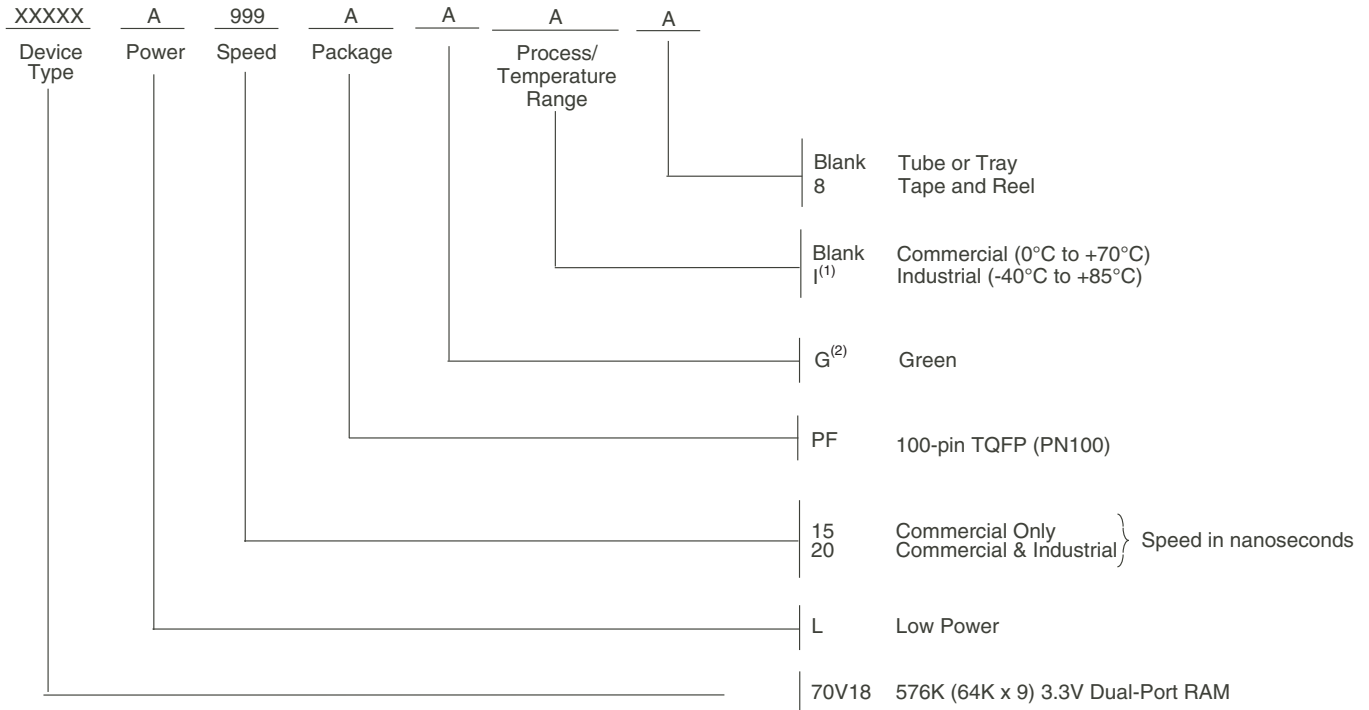 XXXXX A 999 A A A A
Device Type Power Speed Package Process/ Temperature Range
Blank Tube or Tray
8 Tape and Reel
Blank Commercial (0°C to +70°C)
I(1) Industrial (-40°C to +85°C)
G(2) Green
PF 100-pin TQFP (PN100)
15 Commercial Only
20 Commercial & Industrial
Speed in nanoseconds
L Low Power
70V18 576K (64K x 9) 3.3V Dual-Port RAM